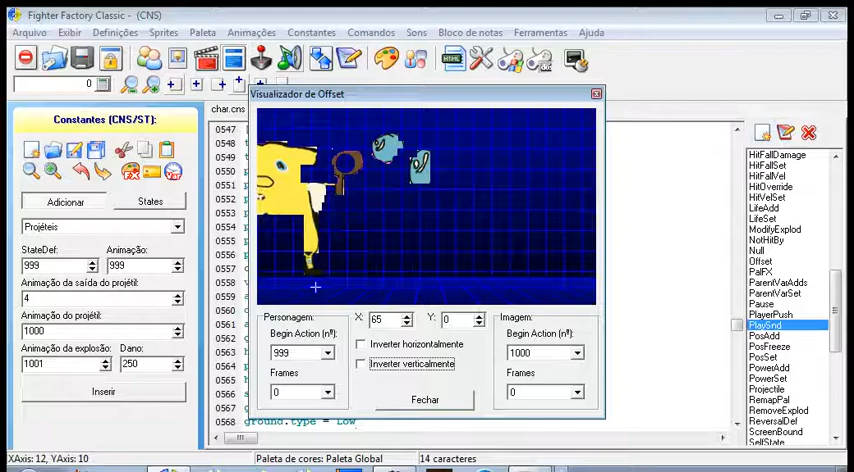 Fighter Factory Classic - (CNS)
Arquivo Exibir Definições Sprites Paleta Animações Constantes Comandos Sons Bloco de notas Ferramentas Ajuda
0
Constantes (CNS/ST):
Adicionar States
Projéteis
StateDef: Animação:
999 999
Animação da saída do projétil:
4
Animação do projétil:
1000
Animação da explosão: Dano:
1001 250
Inserir
char.cns
0547
0548
0549
0550
0551
0552
0553
0554
0555
0556
0557
0558
0559
0560
0561
0562
0563
0564
0565
0566
0567
0568 ground.type = Low
Visualizador de Offset
Personagem:
Begin Action (nº)
999
Frames
0
X: 65 Y: 0
Inverter horizontalmente
Inverter verticalmente
Fechar
Imagem:
Begin Action (nº)
1000
Frames
0
HitFallDamage
HitFallSet
HitFallVel
HitOverride
HitVelSet
LifeAdd
LifeSet
ModifyExplod
NotHitBy
Null
Offset
PalFX
ParentVarAdds
ParentVarSet
Pause
PlayerPush
PlaySnd
PosAdd
PosFreeze
PosSet
PowerAdd
PowerSet
Projectile
RemapPal
RemoveExplod
ReversalDef
ScreenBound
SelfState
XAxis: 12, YAxis: 10 Paleta de cores: Paleta Global 14 caracteres